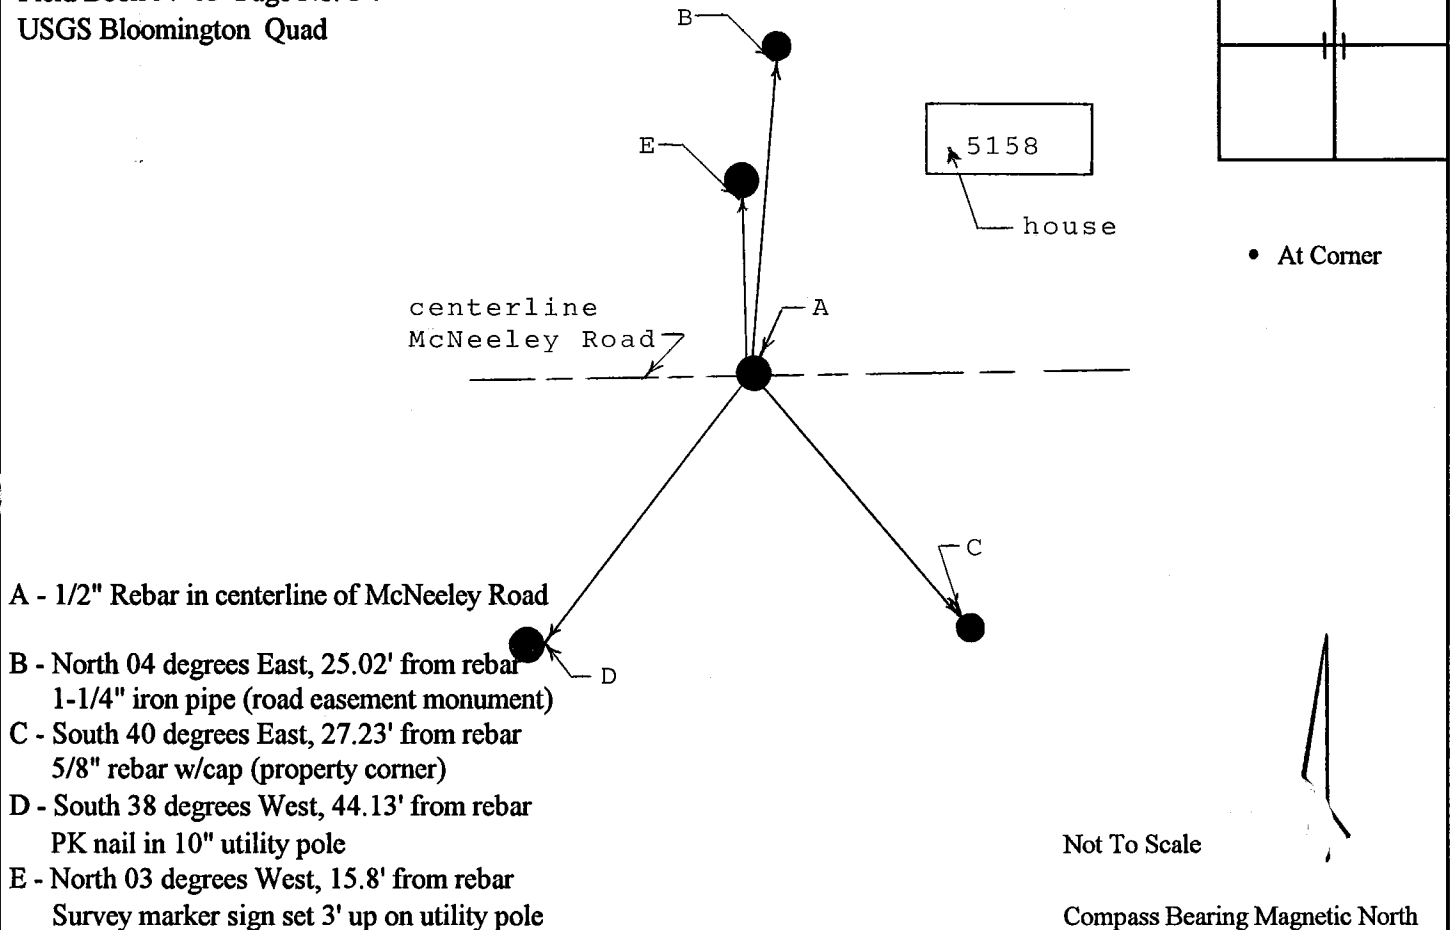 USGS Bloomington Quad
B
E
5158
house
At Corner
centerline
McNeeley Road
A
C
D
A - 1/2" Rebar in centerline of McNeeley Road
B - North 04 degrees East, 25.02' from rebar
1-1/4" iron pipe (road easement monument)
C - South 40 degrees East, 27.23' from rebar
5/8" rebar w/cap (property corner)
D - South 38 degrees West, 44.13' from rebar
PK nail in 10" utility pole
E - North 03 degrees West, 15.8' from rebar
Survey marker sign set 3' up on utility pole
Not To Scale
Compass Bearing Magnetic North